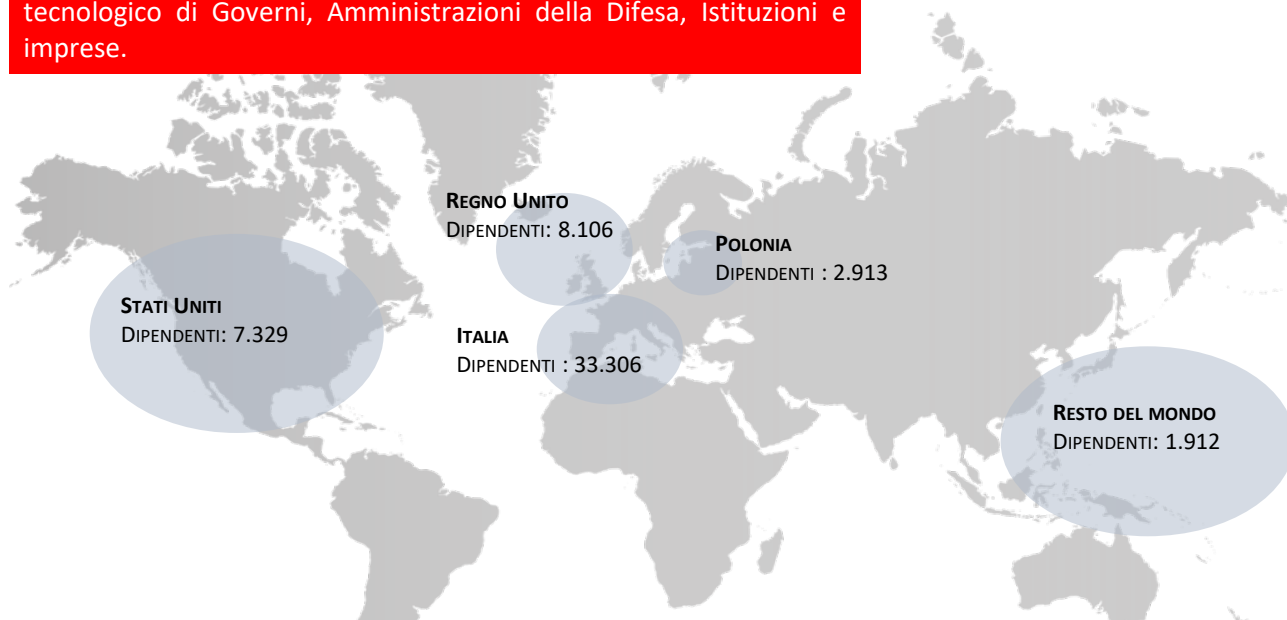 tecnologico di Governi, Amministrazioni della Difesa, Istituzioni e
imprese.
REGNO UNITO
DIPENDENTI: 8.106
POLONIA
DIPENDENTI : 2.913
STATI UNITI
DIPENDENTI: 7.329
ITALIA
DIPENDENTI : 33.306
RESTO DEL MONDO
DIPENDENTI: 1.912